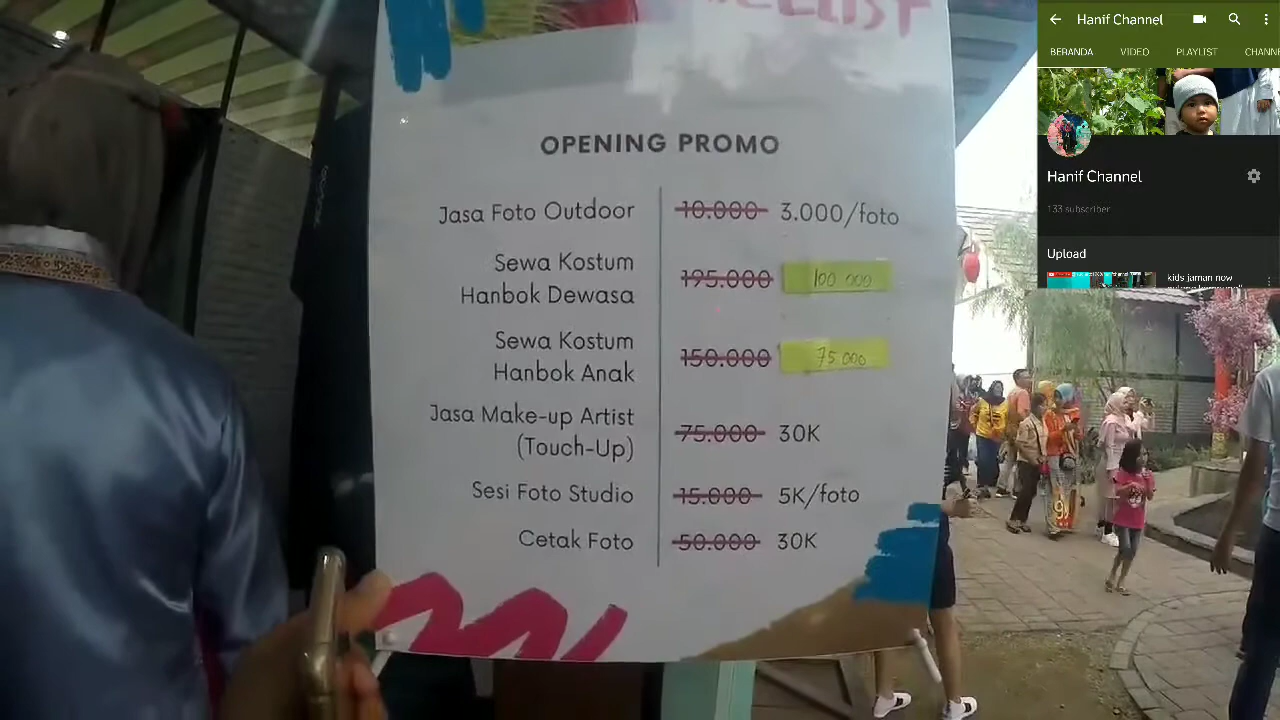 OPENING PROMO
Jasa Foto Outdoor 10.000 3.000/foto
Sewa Kostum
Hanbok Dewasa 195.000 100 000
Sewa Kostum
Hanbok Anak 150.000 75 000
Jasa Make-up Artist
(Touch-Up) 75.000 30K
Sesi Foto Studio 15.000 5K/foto
Cetak Foto 50.000 30K
Hanif Channel
BERANDA VIDEO PLAYLIST CHANNE
Hanif Channel
133 subscriber
Upload
kids jaman now